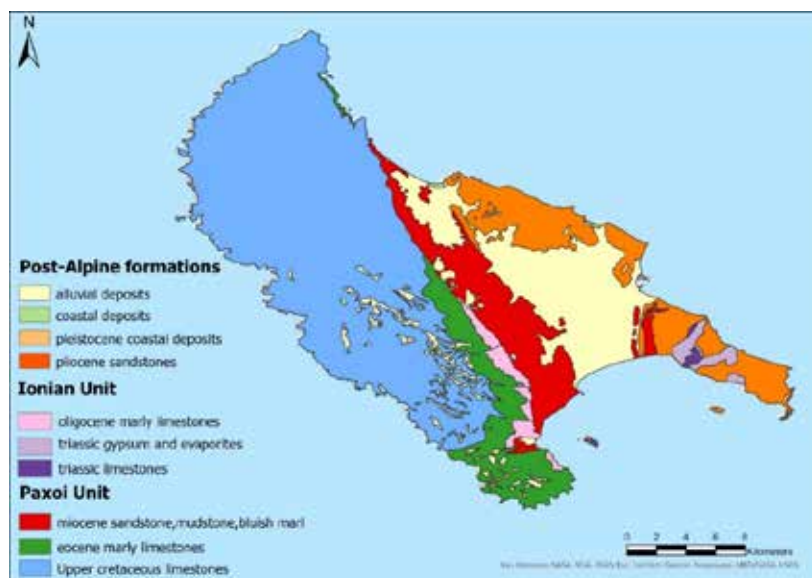 N
Post-Alpine formations
alluvial deposits
coastal deposits
pleistocene coastal deposits
pliocene sandstones
Ionian Unit
oligocene marly limestones
triassic gypsum and evaporites
triassic limestones
Paxoi Unit
miocene sandstone,mudstone,bluish marl
eocene marly limestones
Upper cretaceous limestones
0 2 4 6 8
Kilometers